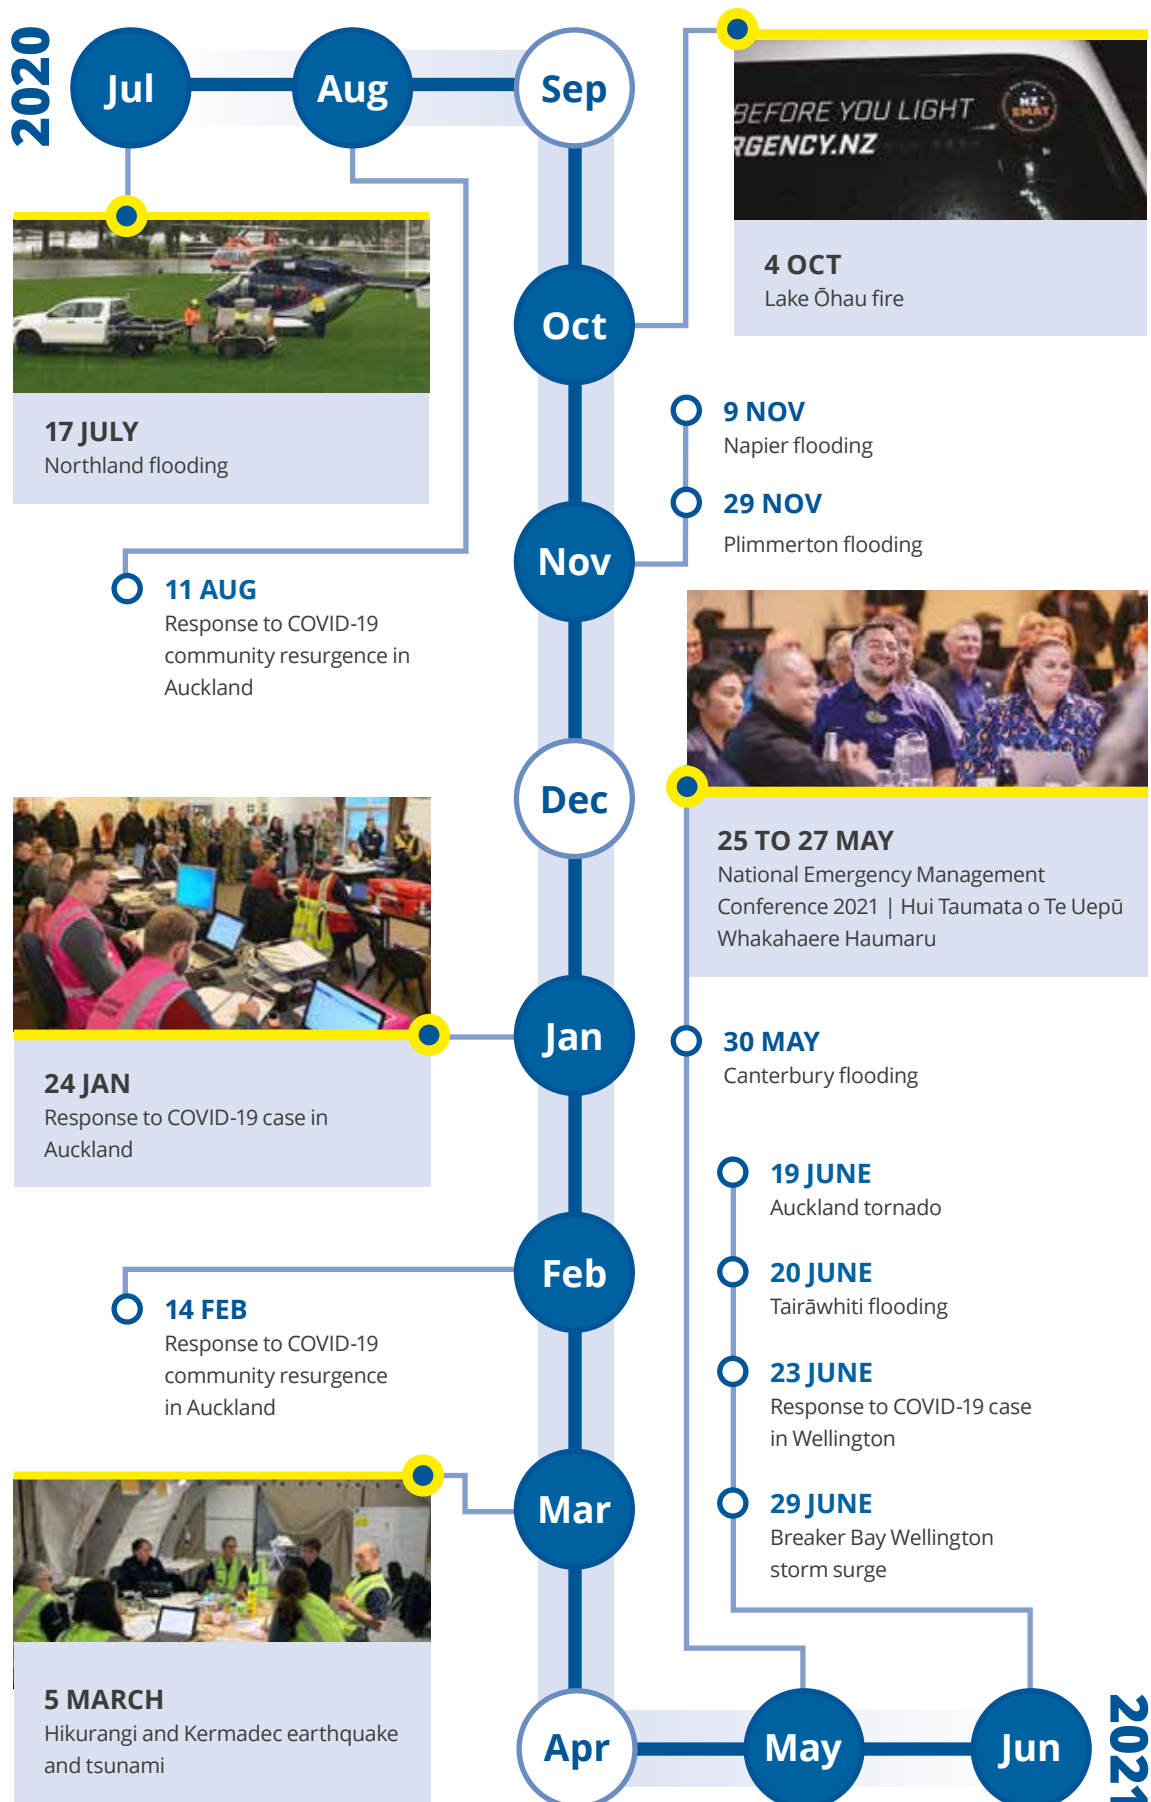 2020
Jul
Aug
Sep
BEFORE YOU LIGHT
RGENCY.NZ
NZ
EMAT
4 OCT
Lake Ōhau fire
17 JULY
Northland flooding
Oct
9 NOV
Napier flooding
29 NOV
Plimmerton flooding
Nov
11 AUG
Response to COVID-19
community resurgence in
Auckland
Dec
25 TO 27 MAY
National Emergency Management
Conference 2021 | Hui Taumata o Te Uepū
Whakahaere Haumaru
Jan
24 JAN
Response to COVID-19 case in
Auckland
30 MAY
Canterbury flooding
19 JUNE
Auckland tornado
Feb
20 JUNE
Tairāwhiti flooding
14 FEB
Response to COVID-19
community resurgence
in Auckland
23 JUNE
Response to COVID-19 case
in Wellington
Mar
29 JUNE
Breaker Bay Wellington
storm surge
5 MARCH
Hikurangi and Kermadec earthquake
and tsunami
Apr
May
Jun
2021